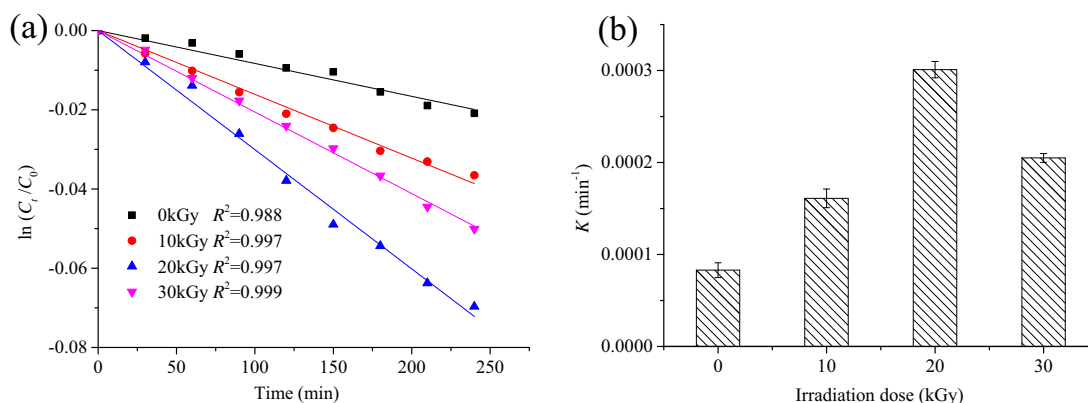 (a)
0.00
-0.02
-0.04
-0.06
-0.08
ln (Ct /C0)
0kGy R²=0.988
10kGy R²=0.997
20kGy R²=0.997
30kGy R²=0.999
0 50 100 150 200 250
Time (min)
(b)
0.0003
0.0002
0.0001
0.0000
K (min⁻¹)
0 10 20 30
Irradiation dose (kGy)